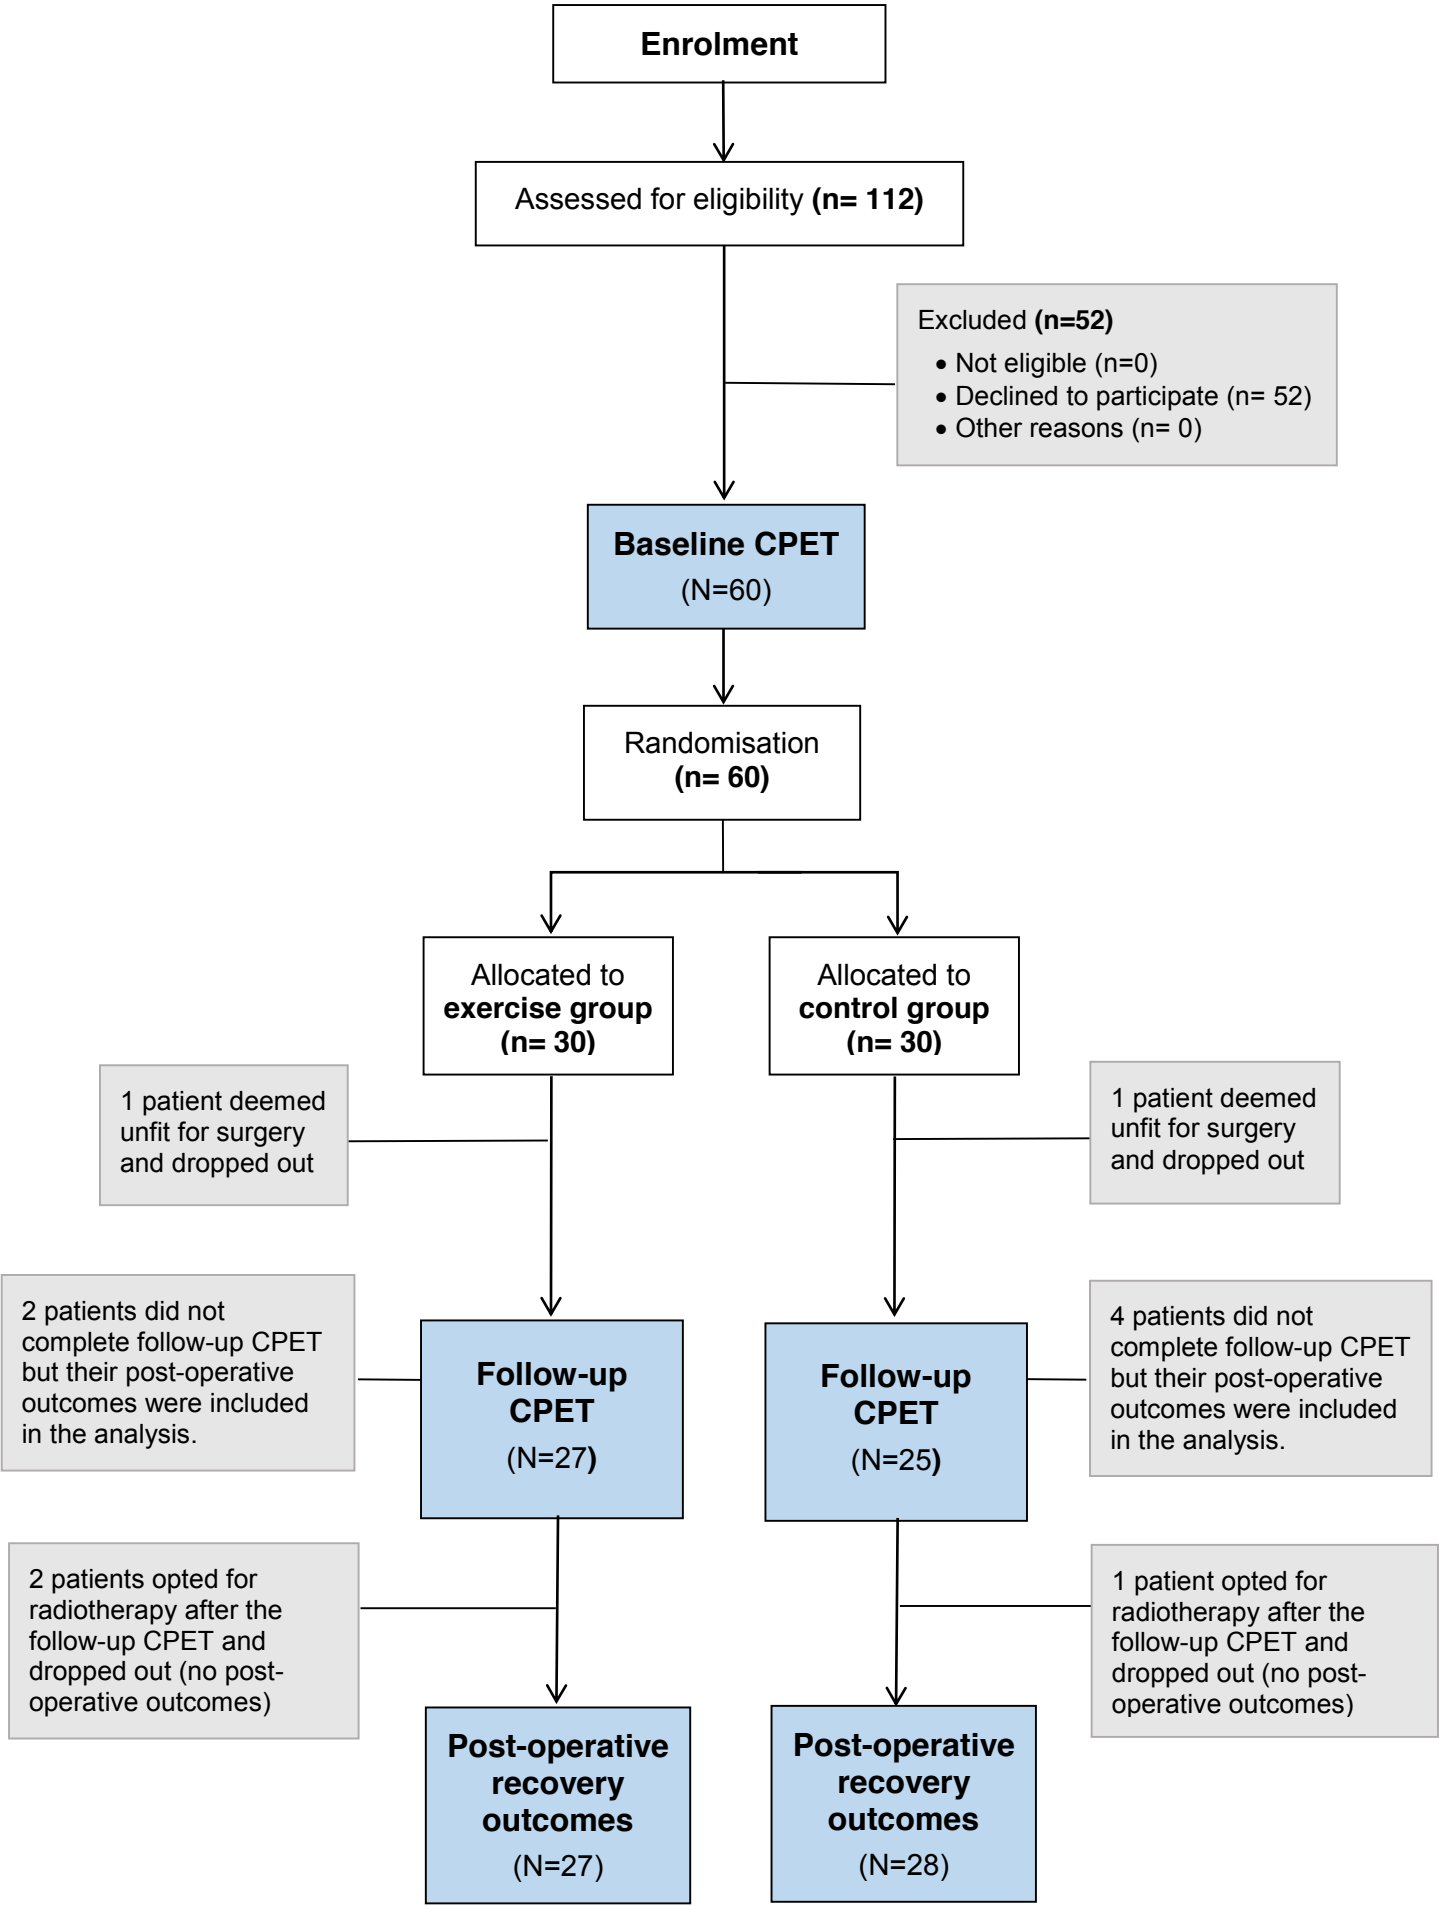 Enrolment
Assessed for eligibility (n= 112)
Excluded (n=52)
• Not eligible (n=0)
• Declined to participate (n= 52)
• Other reasons (n= 0)
Baseline CPET
(N=60)
Randomisation
(n= 60)
Allocated to
exercise group
(n= 30)
Allocated to
control group
(n= 30)
1 patient deemed
unfit for surgery
and dropped out
1 patient deemed
unfit for surgery
and dropped out
2 patients did not
complete follow-up CPET
but their post-operative
outcomes were included
in the analysis.
Follow-up
CPET
(N=27)
Follow-up
CPET
(N=25)
4 patients did not
complete follow-up CPET
but their post-operative
outcomes were included
in the analysis.
2 patients opted for
radiotherapy after the
follow-up CPET and
dropped out (no post-
operative outcomes)
1 patient opted for
radiotherapy after the
follow-up CPET and
dropped out (no post-
operative outcomes)
Post-operative
recovery
outcomes
(N=27)
Post-operative
recovery
outcomes
(N=28)